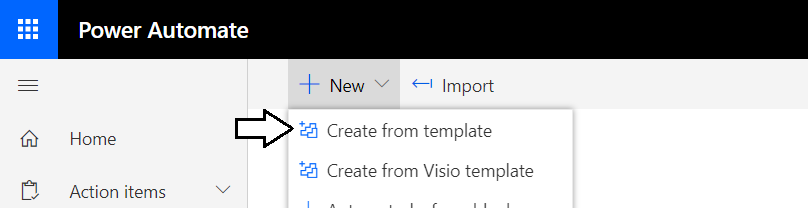 Power Automate
New
Import
Home
Create from template
Create from Visio template
Action items